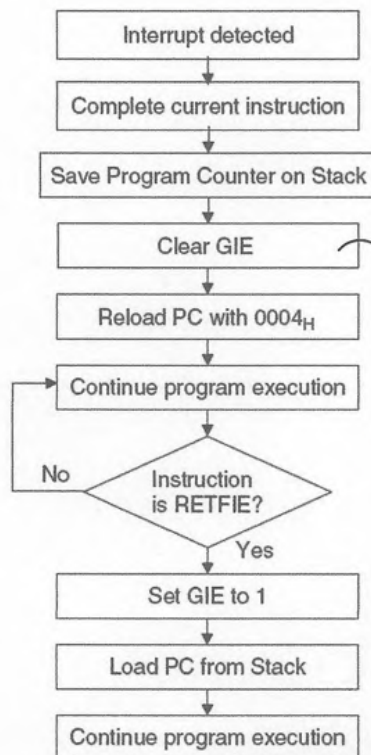 Interrupt detected
Complete current instruction
Save Program Counter on Stack
Clear GIE
Reload PC with 0004H
Continue program execution
No
Instruction
is RETFIE?
Yes
Set GIE to 1
Load PC from Stack
Continue program execution